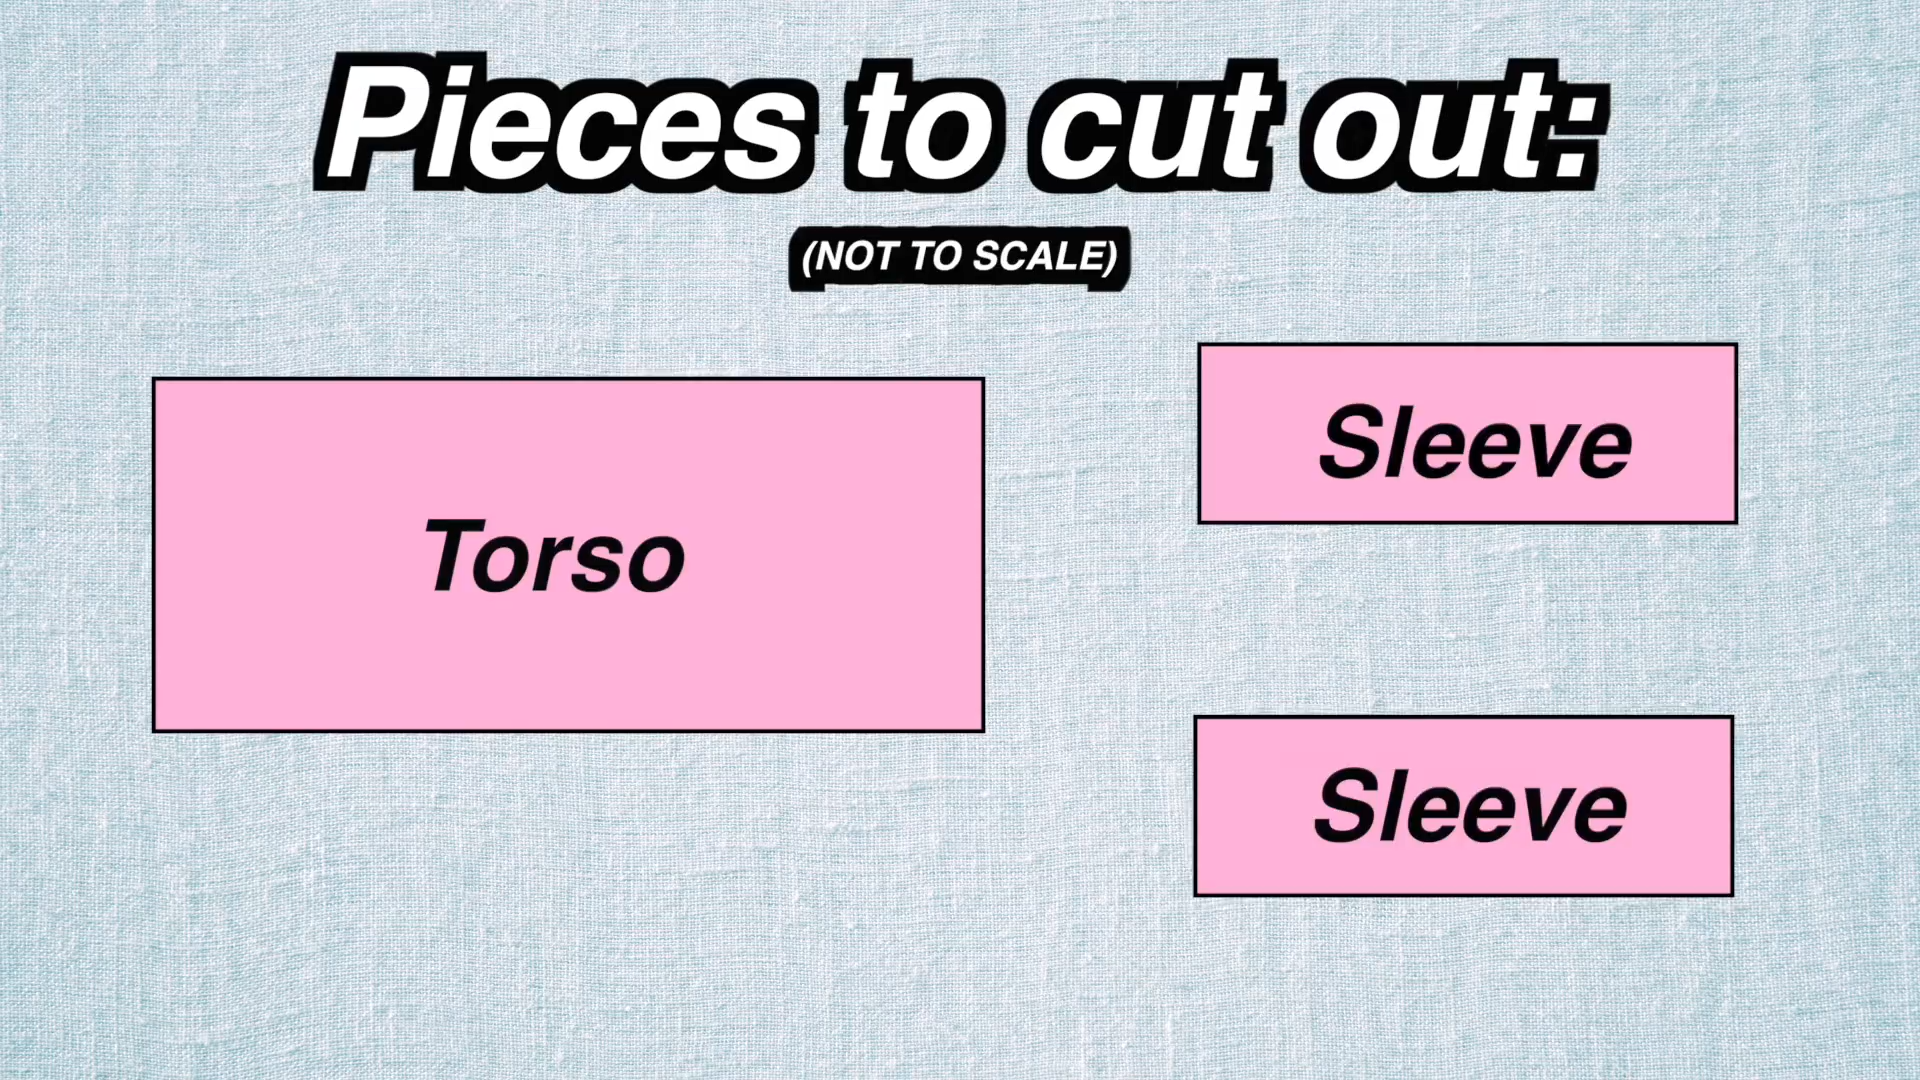 Pieces to cut out:
(NOT TO SCALE)
Torso
Sleeve
Sleeve